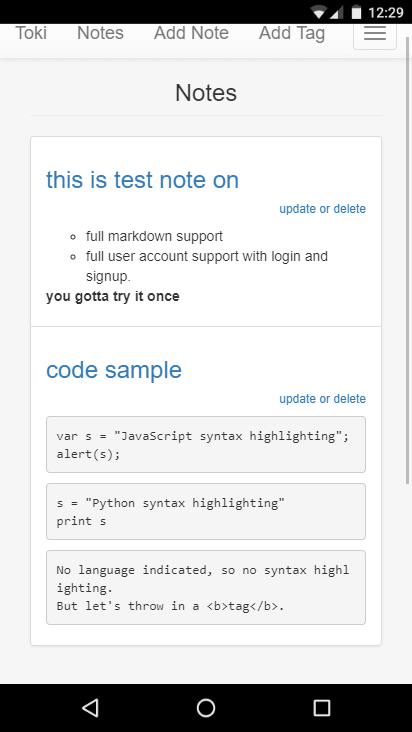 12:29
Toki Notes Add Note Add Tag
Notes
this is test note on
update or delete
full markdown support
full user account support with login and
signup.
you gotta try it once
code sample
update or delete
var s = "JavaScript syntax highlighting";
alert(s);
s = "Python syntax highlighting"
print s
No language indicated, so no syntax highl
ighting.
But let's throw in a <b>tag</b>.